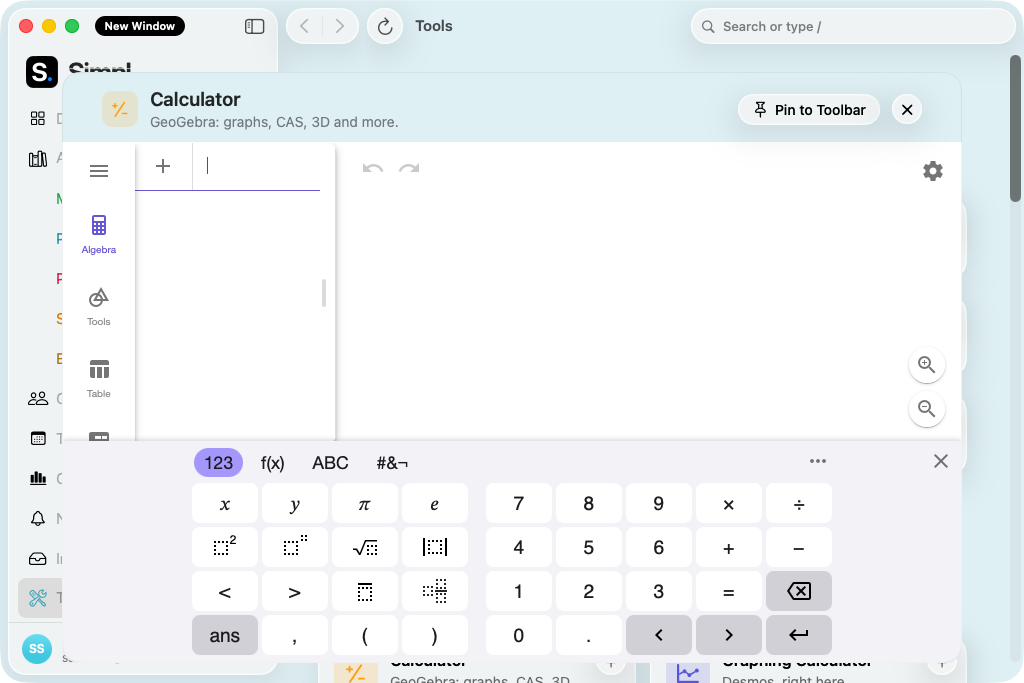 New Window
Tools
Search or type /
S.
Calculator
GeoGebra: graphs, CAS, 3D and more.
Pin to Toolbar
Algebra
Tools
Table
123 f(x) ABC #&¬
x y π e 7 8 9 × ÷
2 √ 4 5 6 + −
< > 1 2 3 =
ans , ( ) 0 . < >
SS
Calculator
GeoGebra: graphs, CAS, 3D
Graphing Calculator
Desmos, right here.